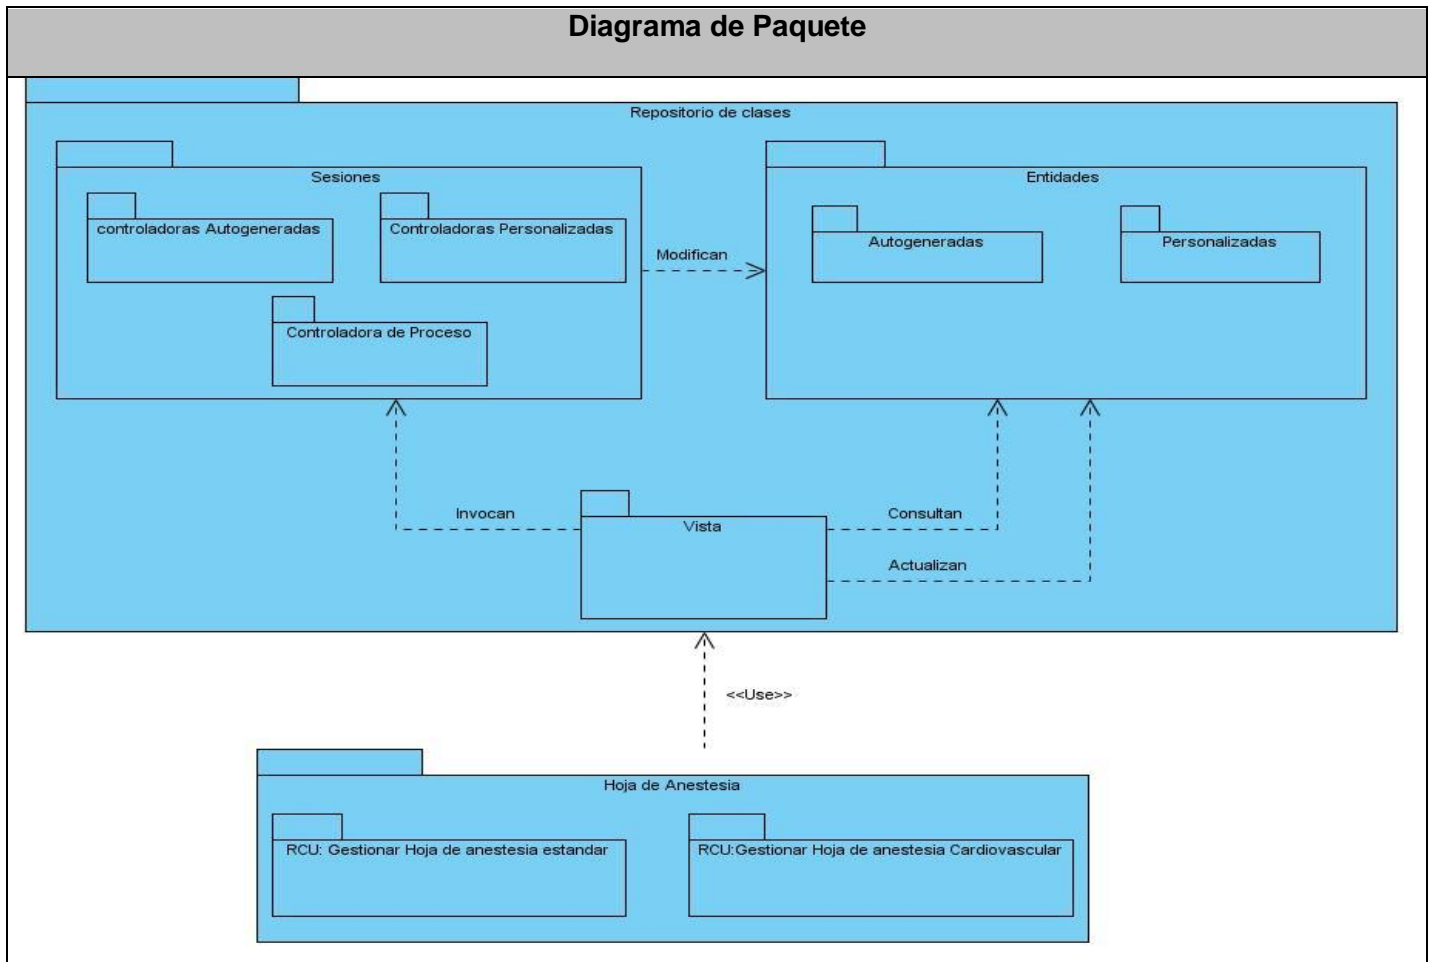 Diagrama de Paquete
Repositorio de clases
Sesiones
Entidades
controladoras Autogeneradas
Controladoras Personalizadas
Autogeneradas
Personalizadas
Modifican
Controladora de Proceso
Invocan
Vista
Consultan
Actualizan
<<Use>>
Hoja de Anestesia
RCU: Gestionar Hoja de anestesia estandar
RCU:Gestionar Hoja de anestesia Cardiovascular